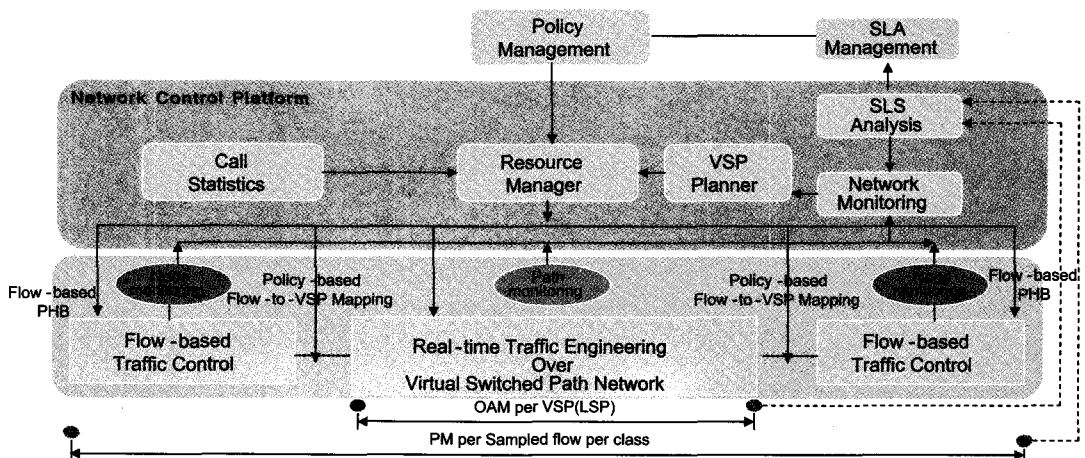 Policy
Management
SLA
Management
Network Control Platform
SLS
Analysis
Call
Statistics
Resource
Manager
VSP
Planner
Network
Monitoring
Flow -based
PHB
Policy -based
Flow -to -VSP Mapping
Path
monitoring
Policy -based
Flow -to -VSP Mapping
Flow -based
PHB
Flow -based
Traffic Control
Real -time Traffic Engineering
Over
Virtual Switched Path Network
Flow -based
Traffic Control
OAM per VSP(LSP)
PM per Sampled flow per class